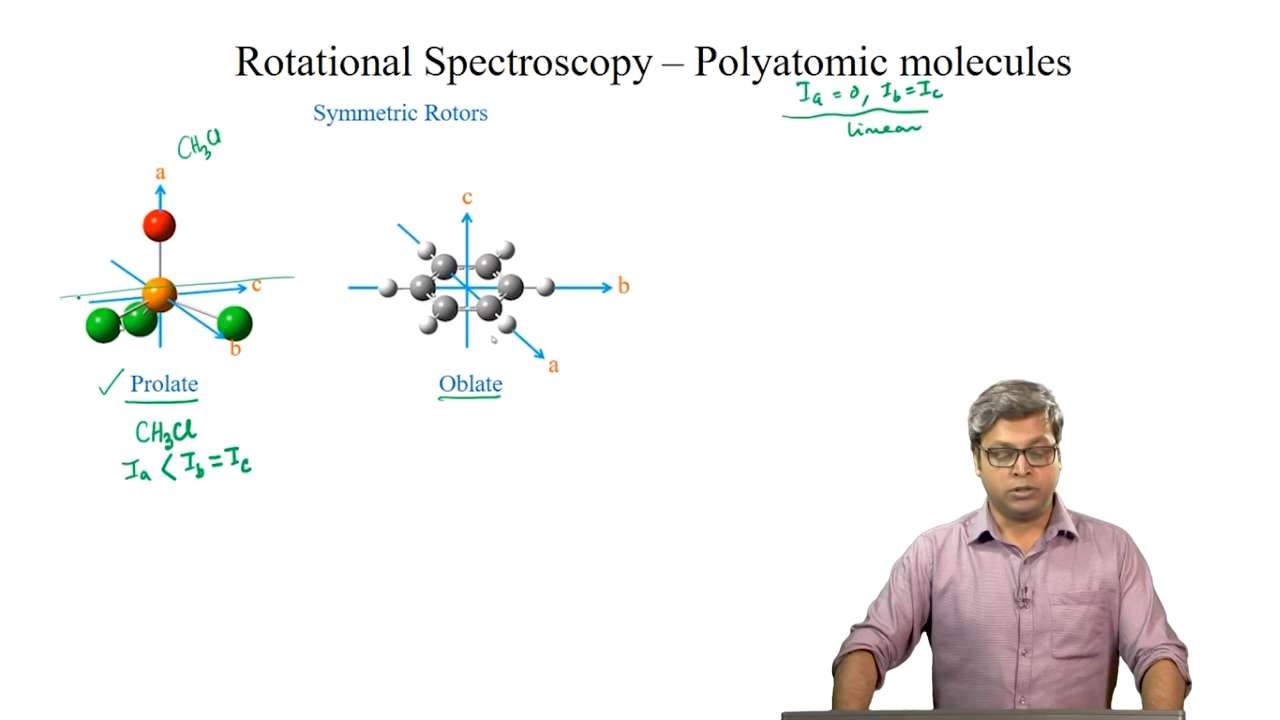 Rotational Spectroscopy – Polyatomic molecules
Ia = 0, Ib = Ic
linear
Symmetric Rotors
CH3Cl
a
c
b
Prolate
CH3Cl
Ia < Ib = Ic
c
b
a
Oblate